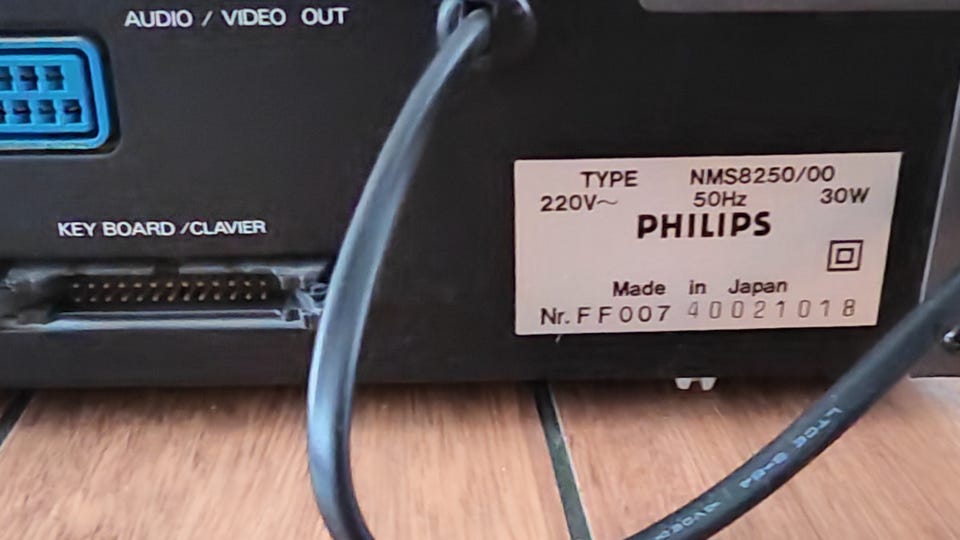 AUDIO / VIDEO OUT
KEY BOARD /CLAVIER
TYPE NMS8250/00
220V~ 50Hz 30W
PHILIPS
Made in Japan
Nr. FF007 40021018
LTCE